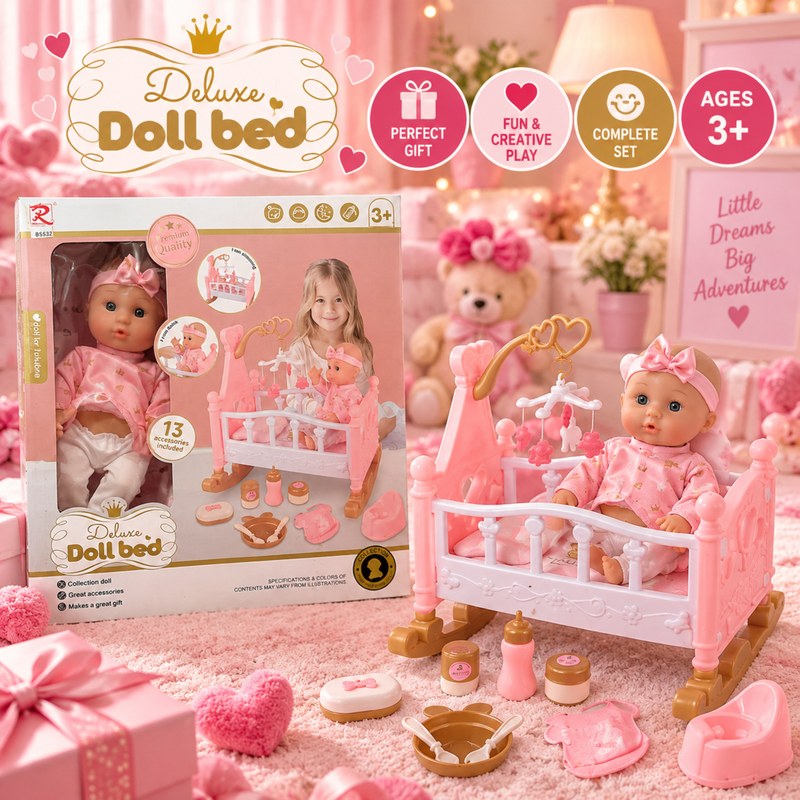 Deluxe
Doll bed
PERFECT
GIFT
FUN &
CREATIVE
PLAY
COMPLETE
SET
AGES
3+
Little
Dreams
Big
Adventures
R
BS532
3+
Premium
Quality
13
accessories
included
Deluxe
Doll bed
Collection doll
Great accessories
Makes a great gift
SPECIFICATIONS & COLORS OF
CONTENTS MAY VARY FROM ILLUSTRATIONS.
COLLECTION